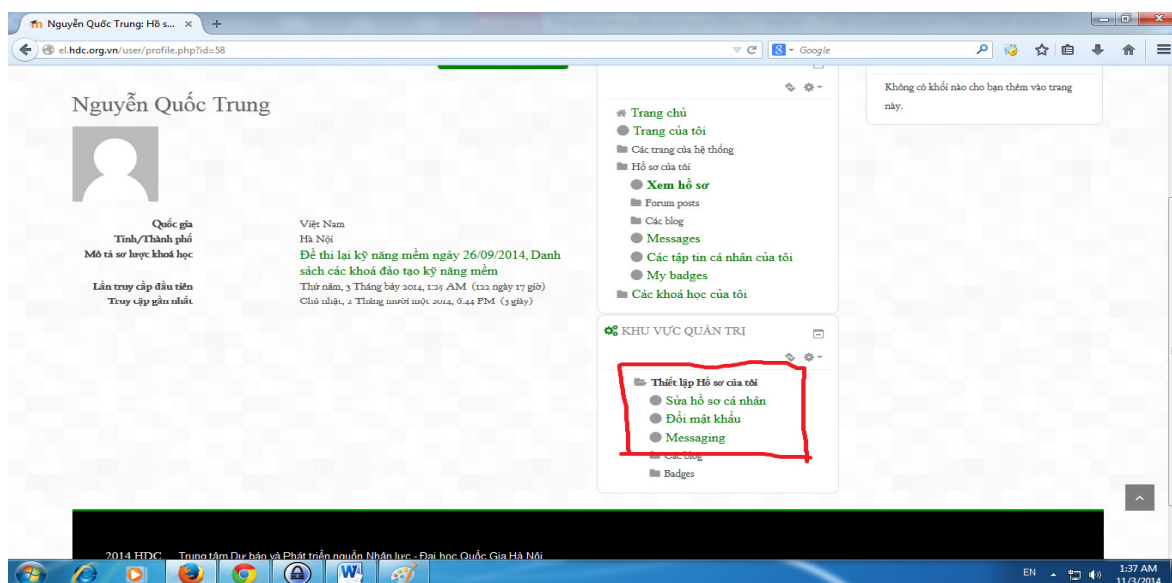 Nguyễn Quốc Trung: Hồ s...
el.hdc.org.vn/user/profile.php?id=58
Google
Nguyễn Quốc Trung
Quốc gia Việt Nam
Tỉnh/Thành phố Hà Nội
Mô tả sơ lược khoá học Đề thi lại kỹ năng mềm ngày 26/09/2014, Danh
sách các khoá đào tạo kỹ năng mềm
Lần truy cập đầu tiên Thứ năm, 3 Tháng bảy 2014, 1:25 AM (122 ngày 17 giờ)
Truy cập gần nhất Chủ nhật, 2 Tháng mười một 2014, 6:44 PM (3 giây)
Trang chủ
Trang của tôi
Các trang của hệ thống
Hồ sơ của tôi
Xem hồ sơ
Forum posts
Các blog
Messages
Các tập tin cá nhân của tôi
My badges
Các khoá học của tôi
KHU VỰC QUẢN TRỊ
Thiết lập Hồ sơ của tôi
Sửa hồ sơ cá nhân
Đổi mật khẩu
Messaging
Các blog
Badges
Không có khối nào cho bạn thêm vào trang
này.
2014 HDC Trung tâm Dự báo và Phát triển nguồn Nhân lực - Đại học Quốc Gia Hà Nội
EN
1:37 AM
11/3/2014